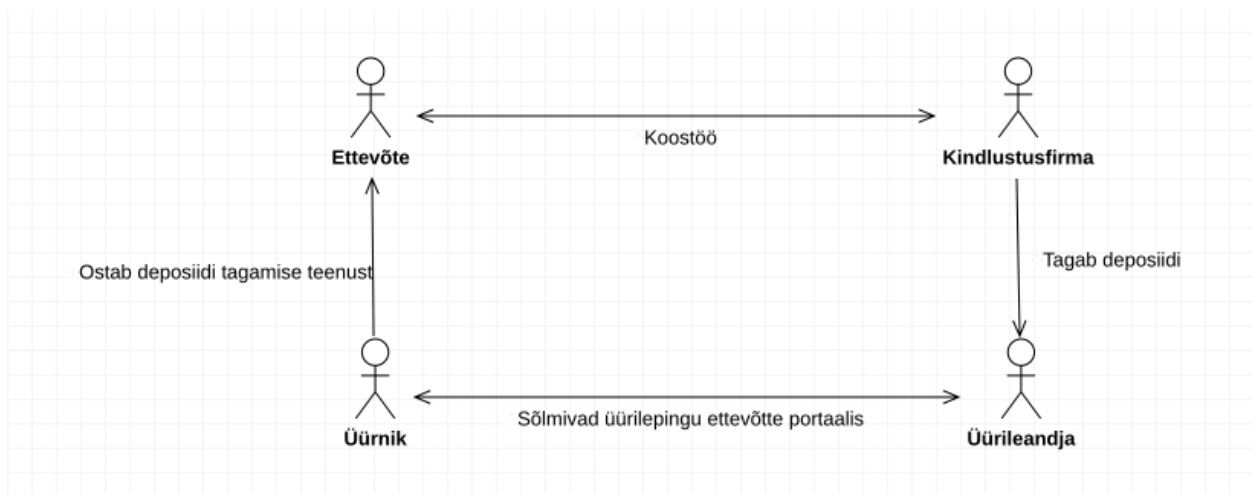 Koostöö
Ettevõte
Kindlustusfirma
Ostab deposiidi tagamise teenust
Tagab deposiidi
Sõlmivad üürilepingu ettevõtte portaalis
Üürnik
Üürileandja